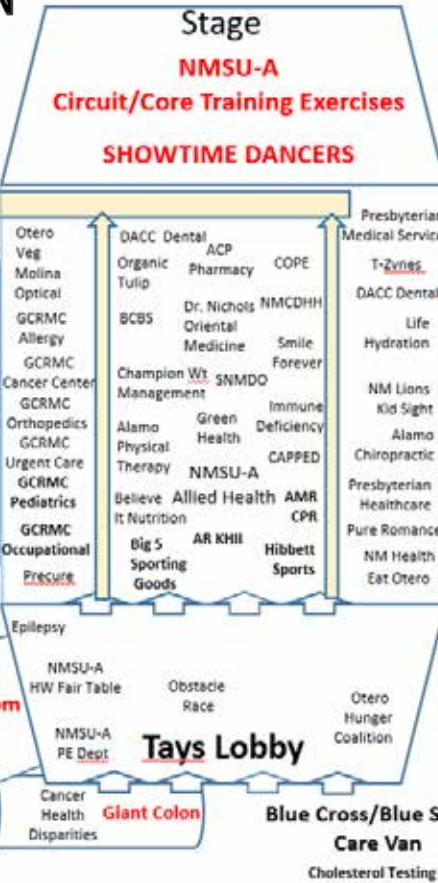 N
Stage
NMSU-A
Circuit/Core Training Exercises
SHOWTIME DANCERS
Otero
Veg
Molina
Optical
GCRMC
Allergy
GCRMC
Cancer Center
GCRMC
Orthopedics
GCRMC
Urgent Care
GCRMC
Pediatrics
GCRMC
Occupational
Precure
DACC Dental
Organic
Tulip
ACP
Pharmacy
COPE
BCBS
Dr. Nichols
Oriental
Medicine
NMCDHH
Smile
Forever
Champion Wt
Management
SNMDO
Immune
Deficiency
Alamo
Physical
Therapy
Green
Health
CAPPED
NMSU-A
Allied Health
Believe
It Nutrition
AMR
CPR
Big 5
Sporting
Goods
AR KHII
Hibbett
Sports
Presbyterian
Medical Service
T-Zynes
DACC Dental
Life
Hydration
NM Lions
Kid Sight
Alamo
Chiropractic
Presbyterian
Healthcare
Pure Romance
NM Health
Eat Otero
Epilepsy
NMSU-A
HW Fair Table
Obstacle
Race
Otero
Hunger
Coalition
om
NMSU-A
PE Dept
Tays Lobby
Cancer
Health
Disparities
Giant Colon
Blue Cross/Blue S
Care Van
Cholesterol Testing